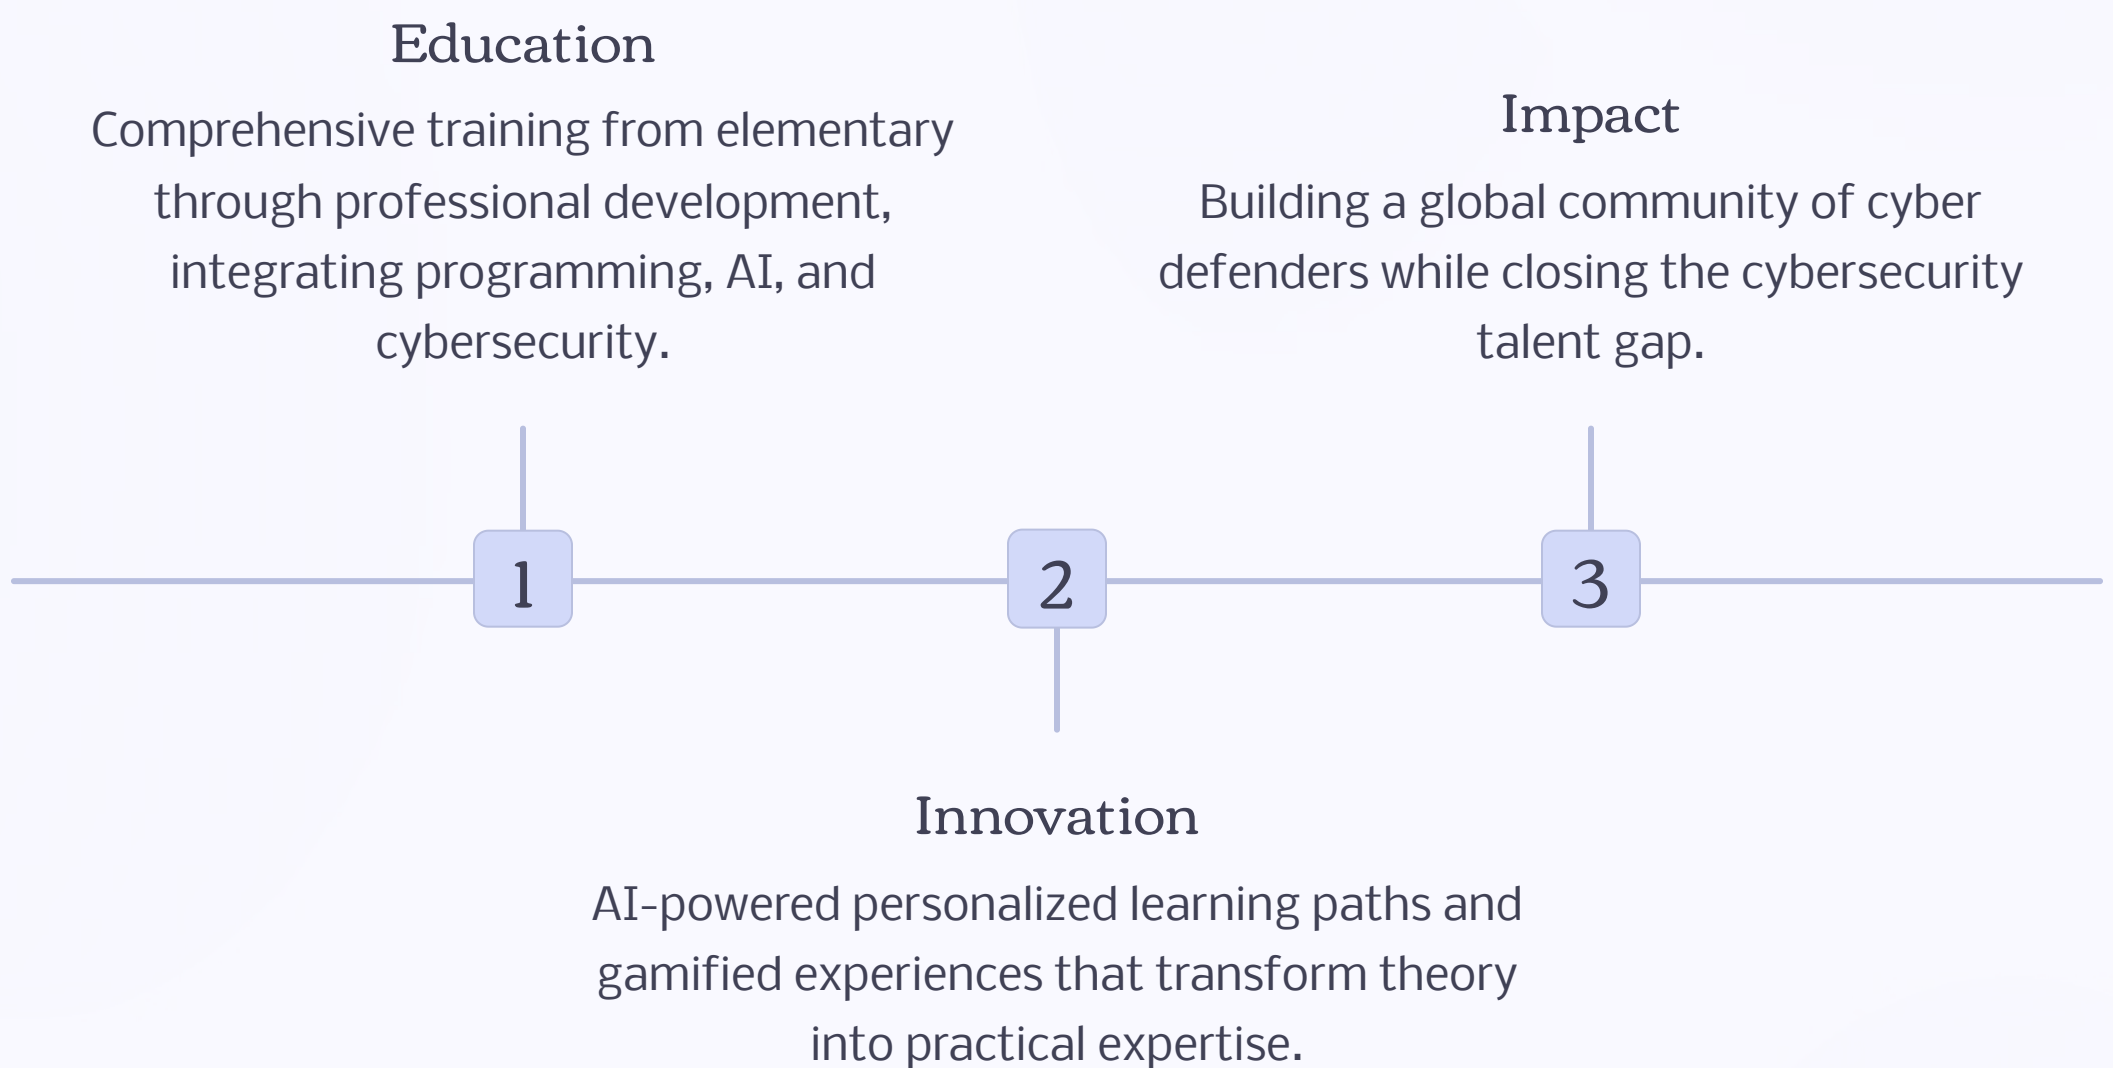 Education
Comprehensive training from elementary
through professional development,
integrating programming, AI, and
cybersecurity.
Impact
Building a global community of cyber
defenders while closing the cybersecurity
talent gap.
1
2
3
Innovation
AI-powered personalized learning paths and
gamified experiences that transform theory
into practical expertise.